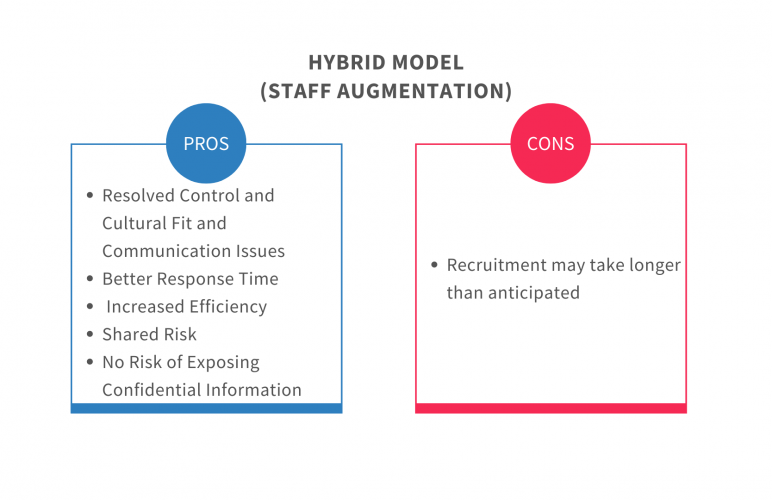 HYBRID MODEL
(STAFF AUGMENTATION)
PROS
• Resolved Control and
Cultural Fit and
Communication Issues
• Better Response Time
• Increased Efficiency
• Shared Risk
• No Risk of Exposing
Confidential Information
CONS
• Recruitment may take longer
than anticipated